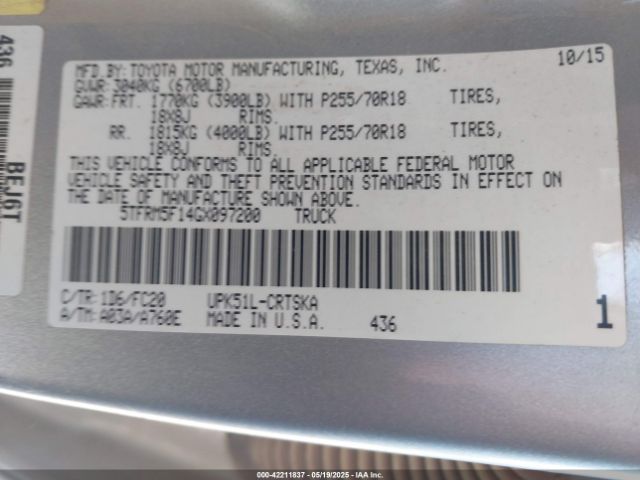 MFD.BY:TOYOTA MOTOR MANUFACTURING, TEXAS, INC. 10/15
GVWR:3040KG (6700LB)
GAWR:FRT. 1770KG (3900LB) WITH P255/70R18 TIRES,
18X8J RIMS.
RR. 1815KG (4000LB) WITH P255/70R18 TIRES,
18X8J RIMS.
THIS VEHICLE CONFORMS TO ALL APPLICABLE FEDERAL MOTOR
VEHICLE SAFETY AND THEFT PREVENTION STANDARDS IN EFFECT ON
THE DATE OF MANUFACTURE SHOWN ABOVE.
5TFRM5F14GX097200 TRUCK
C/TR:1D6/FC20 UPK51L-CRTSKA
A/TM:A03A/A760E MADE IN U.S.A. 436 1
436
BEJ6T
000-42211837 - 05/19/2025 - IAA Inc.